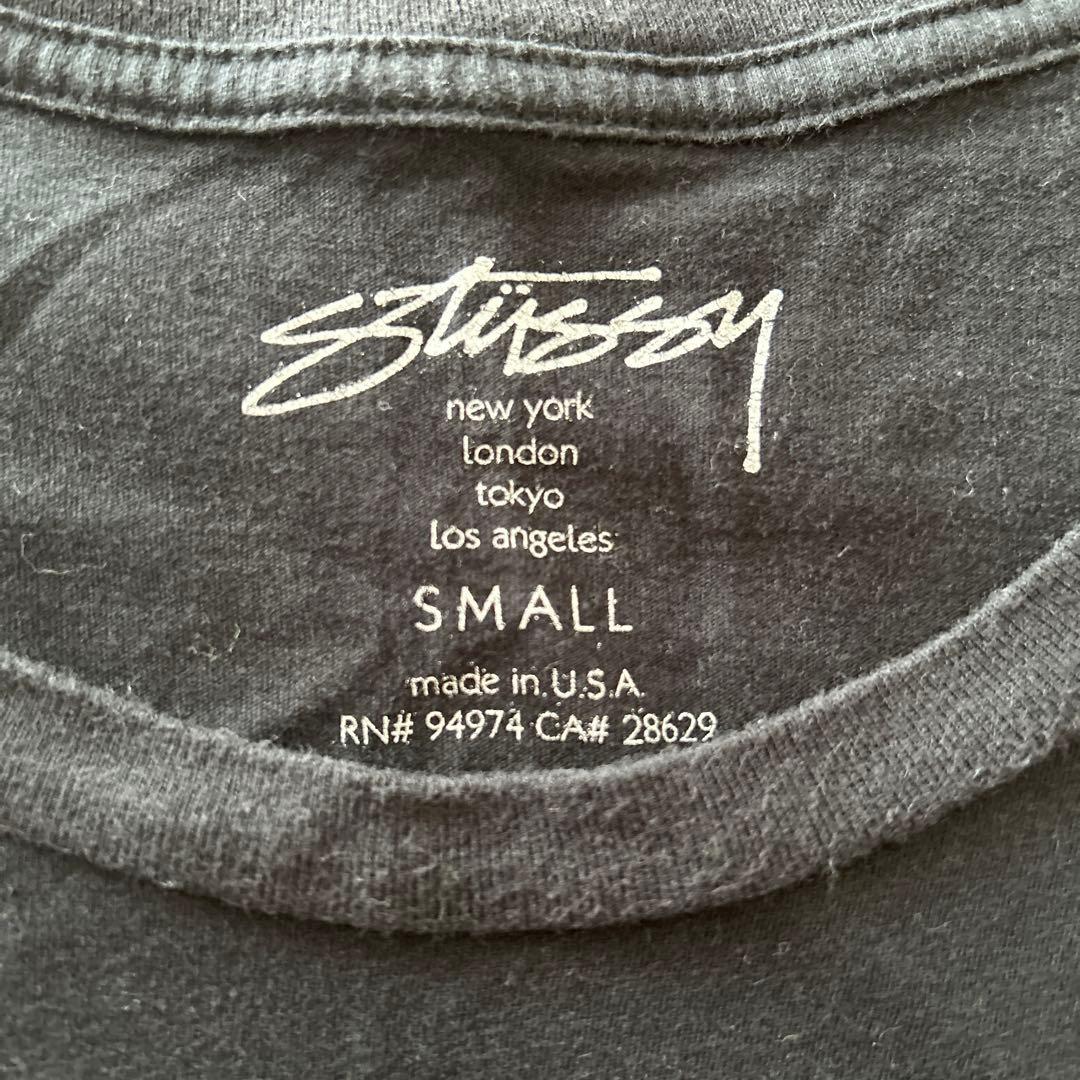 stüssy
new york
london
tokyo
los angeles
SMALL
made in U.S.A.
RN# 94974 CA# 28629